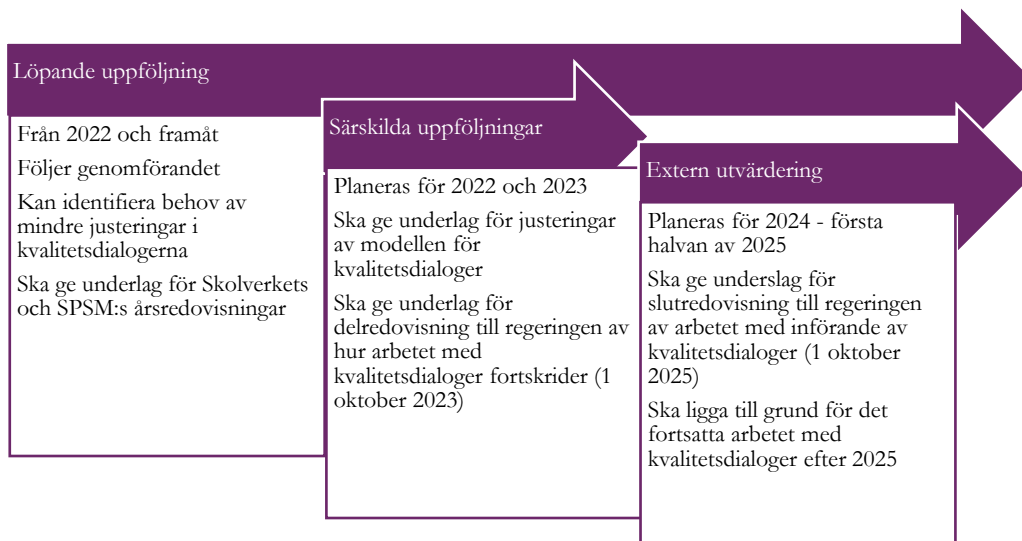 Löpande uppföljning
Från 2022 och framåt
Följer genomförandet
Kan identifiera behov av
mindre justeringar i
kvalitetsdialogerna
Ska ge underlag för Skolverkets
och SPSM:s årsredovisningar
Särskilda uppföljningar
Planeras för 2022 och 2023
Ska ge underlag för justeringar
av modellen för
kvalitetsdialoger
Ska ge underlag för
delredovisning till regeringen av
hur arbetet med
kvalitetsdialoger fortskrider (1
oktober 2023)
Extern utvärdering
Planeras för 2024 - första
halvan av 2025
Ska ge underslag för
slutredovisning till regeringen
av arbetet med införande av
kvalitetsdialoger (1 oktober
2025)
Ska ligga till grund för det
fortsatta arbetet med
kvalitetsdialoger efter 2025